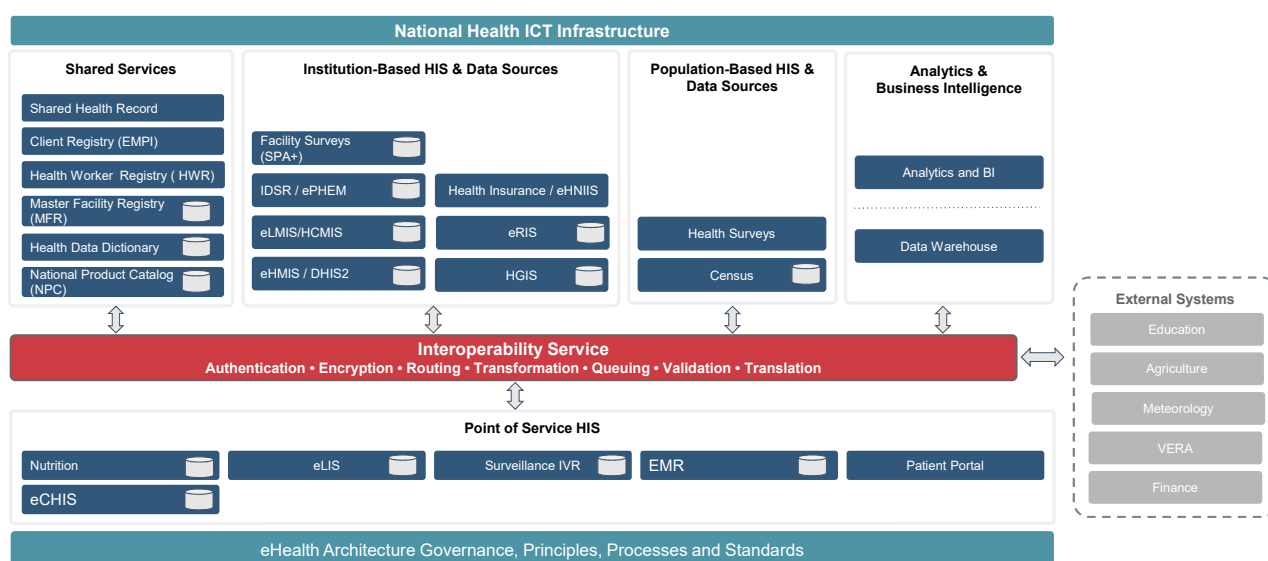 National Health ICT Infrastructure
Shared Services
Shared Health Record
Client Registry (EMPI)
Health Worker Registry ( HWR)
Master Facility Registry
(MFR)
Health Data Dictionary
National Product Catalog
(NPC)
Institution-Based HIS & Data Sources
Facility Surveys
(SPA+)
IDSR / ePHEM
Health Insurance / eHNIIS
eLMIS/HCMIS
eRIS
eHMIS / DHIS2
HGIS
Population-Based HIS &
Data Sources
Health Surveys
Census
Analytics &
Business Intelligence
Analytics and BI
Data Warehouse
Interoperability Service
Authentication • Encryption • Routing • Transformation • Queuing • Validation • Translation
External Systems
Education
Agriculture
Meteorology
VERA
Finance
Point of Service HIS
Nutrition
eLIS
Surveillance IVR
EMR
Patient Portal
eCHIS
eHealth Architecture Governance, Principles, Processes and Standards